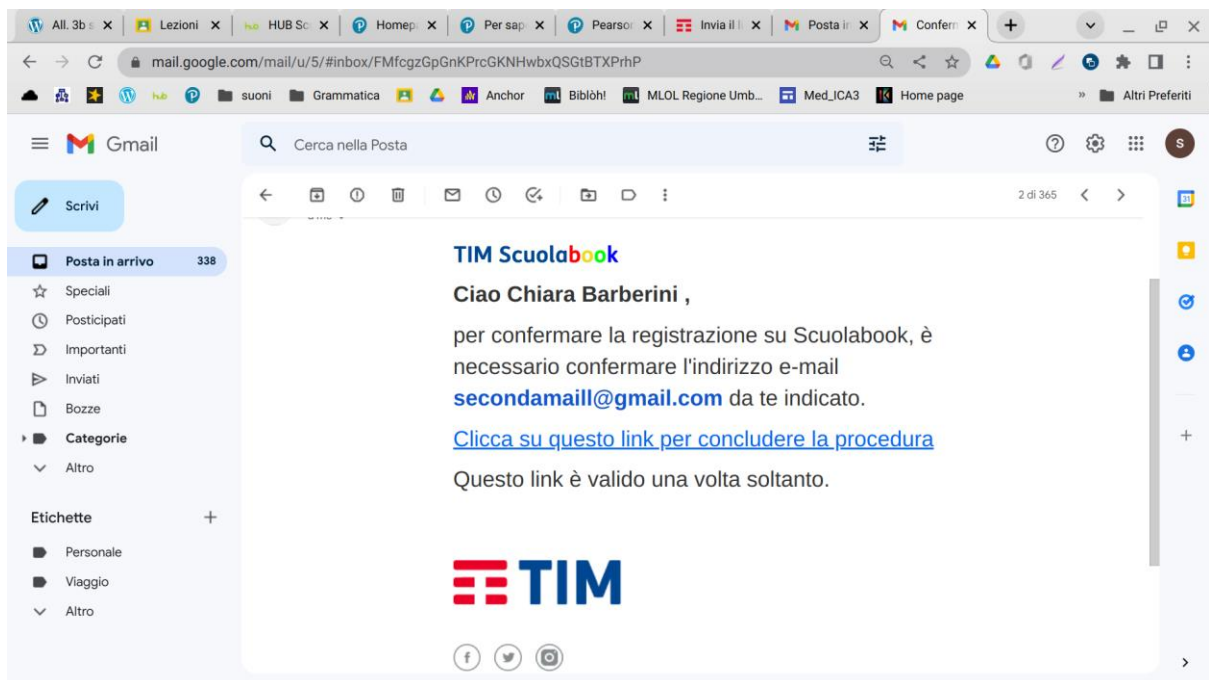 All. 3b s
Lezioni
HUB Sc
Homep
Per sap
Pearson
Invia il l
Posta in
Conferm
mail.google.com/mail/u/5/#inbox/FMfcgzGpGnKPrcGKNHwbxQSGtBTXPrhP
suoni
Grammatica
Anchor
Biblòh!
MLOL Regione Umb...
Med_ICA3
Home page
»
Altri Preferiti
Gmail
Cerca nella Posta
S
Scrivi
2 di 365
Posta in arrivo 338
Speciali
Posticipati
Importanti
Inviati
Bozze
Categorie
Altro
Etichette
Personale
Viaggio
Altro
TIM Scuolabook
Ciao Chiara Barberini ,
per confermare la registrazione su Scuolabook, è
necessario confermare l'indirizzo e-mail
secondamaill@gmail.com da te indicato.
Clicca su questo link per concludere la procedura
Questo link è valido una volta soltanto.
TIM
31